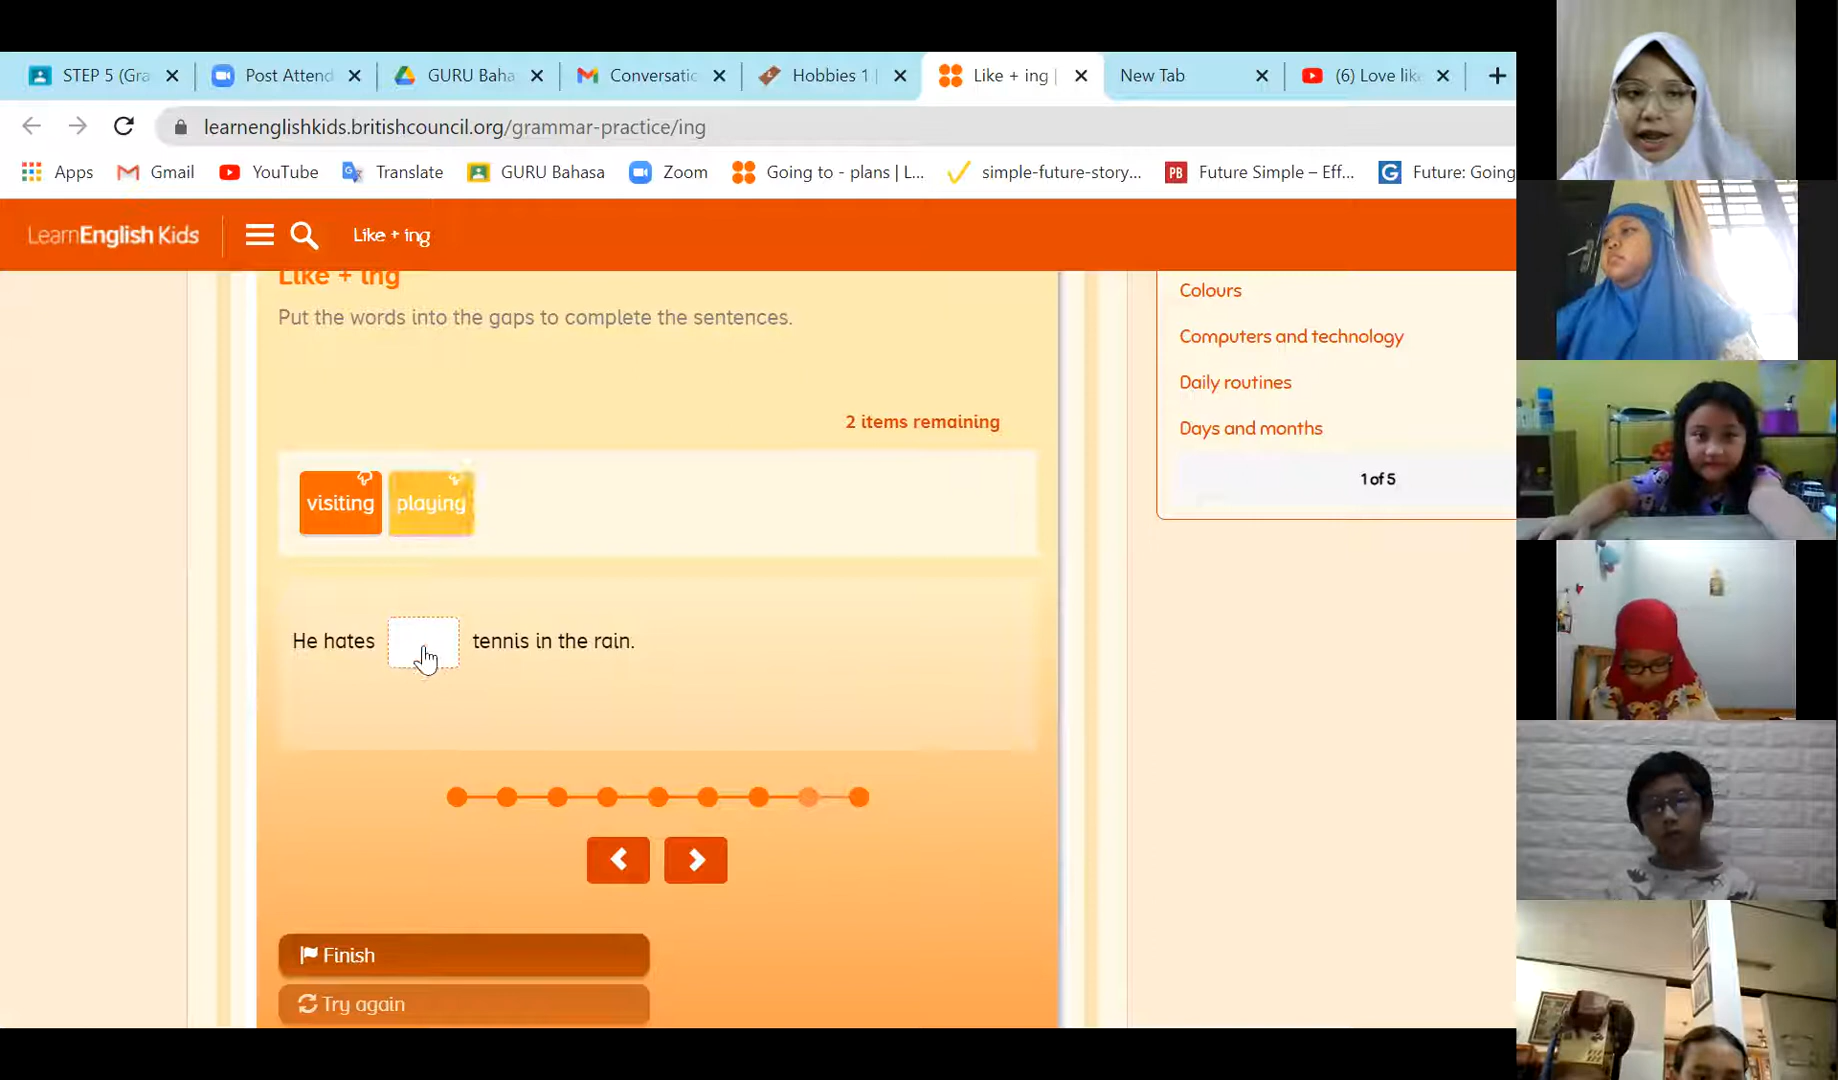 STEP 5 (Gra
Post Attend
GURU Baha
Conversatic
Hobbies 1 |
Like + ing |
New Tab
(6) Love lik
learnenglishkids.britishcouncil.org/grammar-practice/ing
Apps
Gmail
YouTube
Translate
GURU Bahasa
Zoom
Going to - plans | L...
simple-future-story...
PB
Future Simple – Eff...
G
Future: Going
LearnEnglish Kids
Like + ing
Like + ing
Put the words into the gaps to complete the sentences.
2 items remaining
visiting
playing
He hates
tennis in the rain.
Finish
Try again
Colours
Computers and technology
Daily routines
Days and months
1 of 5